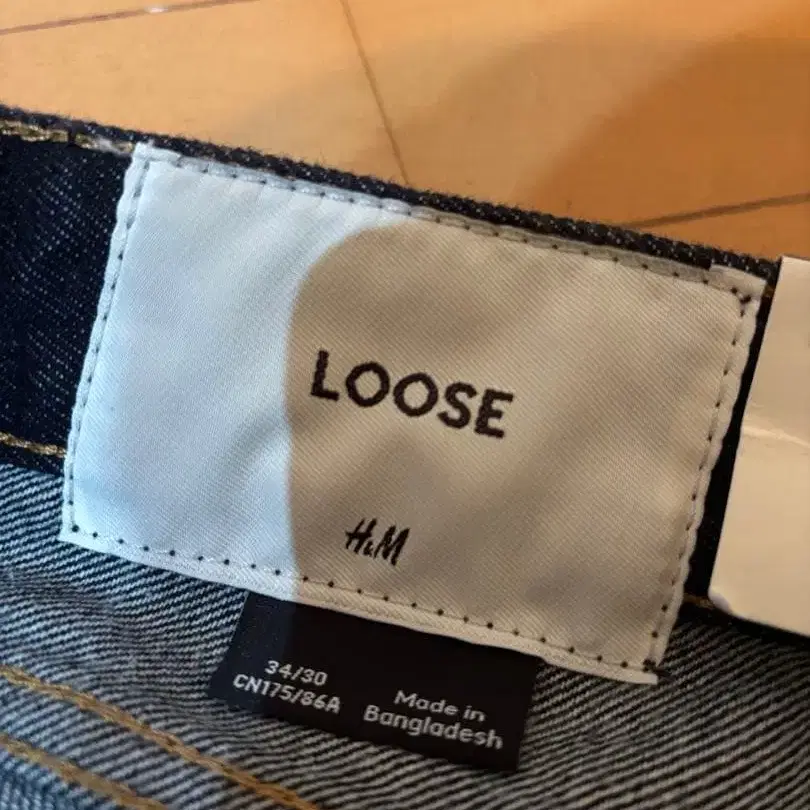 LOOSE
H&M
34/30
CN175/86A
Made in
Bangladesh